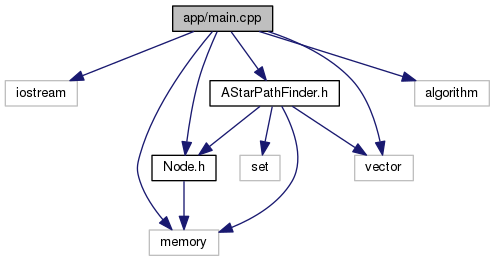 app/main.cpp
iostream
AStarPathFinder.h
algorithm
Node.h
set
vector
memory